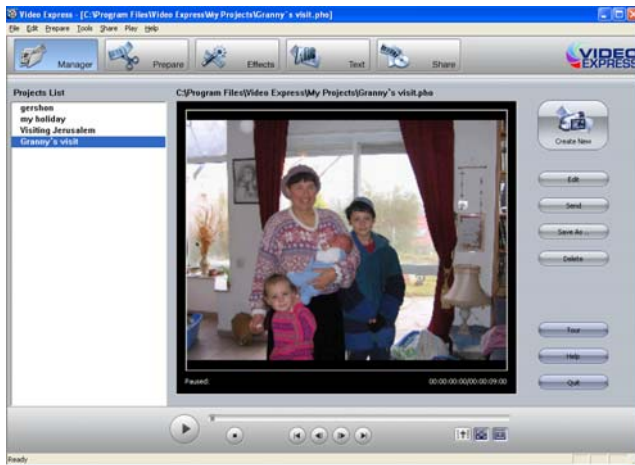 Video Express - [C:\Program Files\Video Express\My Projects\Granny's visit.pho]
File Edit Prepare Tools Share Play Help
Manager Prepare Effects Text Share
VIDEO
EXPRESS
Projects List
C:\Program Files\Video Express\My Projects\Granny's visit.pho
gershon
my holiday
Visiting Jerusalem
Granny's visit
Create New
Edit
Send
Save As ..
Delete
Tour
Help
Quit
Paused: 00:00:00:00/00:00:09:00
Ready